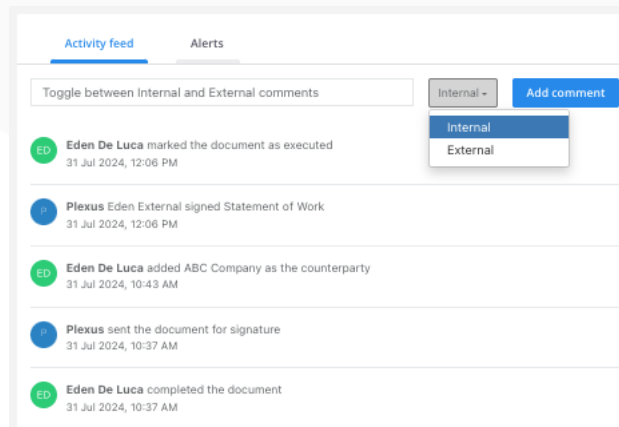 Activity feed Alerts
Toggle between Internal and External comments Internal Add comment
Internal
External
ED Eden De Luca marked the document as executed
31 Jul 2024, 12:06 PM
P Plexus Eden External signed Statement of Work
31 Jul 2024, 12:06 PM
ED Eden De Luca added ABC Company as the counterparty
31 Jul 2024, 10:43 AM
P Plexus sent the document for signature
31 Jul 2024, 10:37 AM
ED Eden De Luca completed the document
31 Jul 2024, 10:37 AM